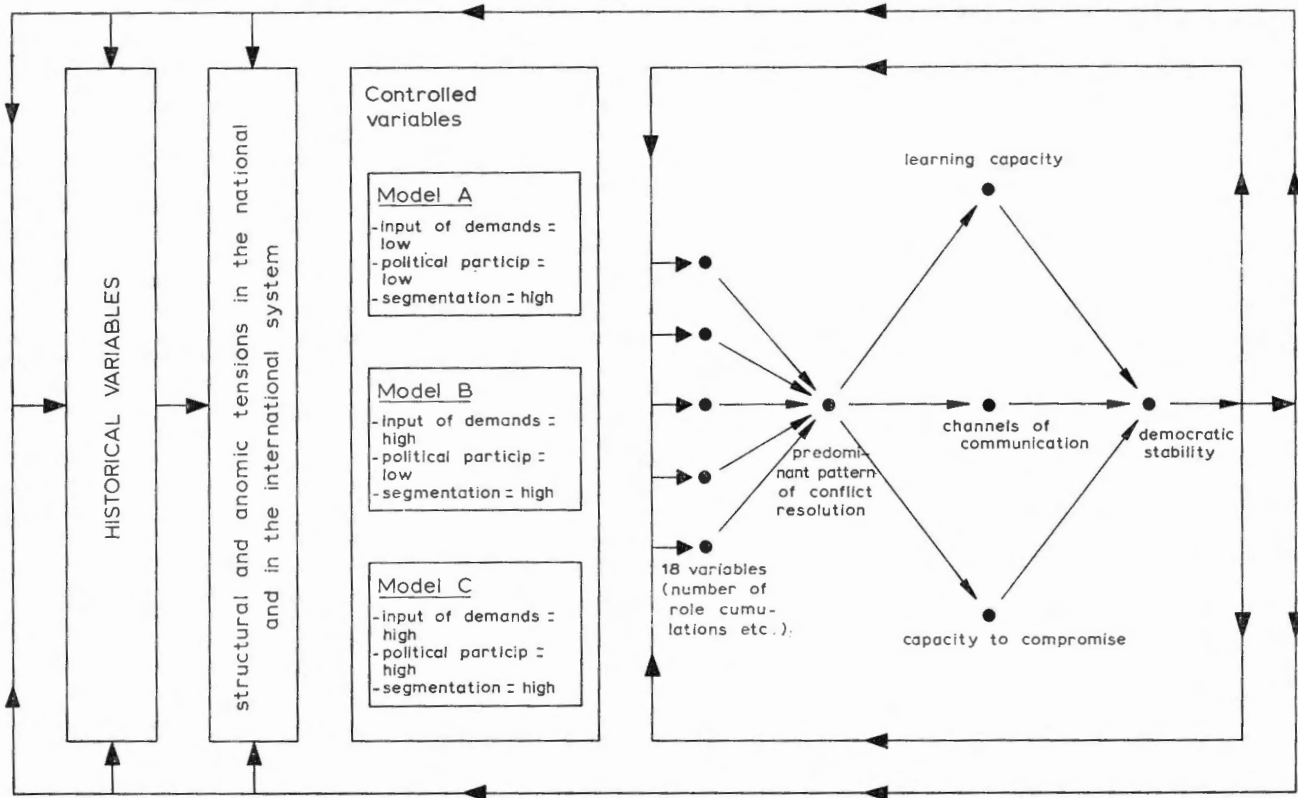 HISTORICAL VARIABLES
structural and anomic tensions in the national
and in the international system
Controlled
variables
Model A
-input of demands =
low
-political particip =
low
-segmentation = high
Model B
-input of demands =
high
-political particip =
low
-segmentation = high
Model C
-input of demands =
high
-political particip =
high
-segmentation = high
18 variables
(number of
role cumu-
lations etc.).
predomi-
nant pattern
of conflict
resolution
learning capacity
channels of
communication
capacity to compromise
democratic
stability